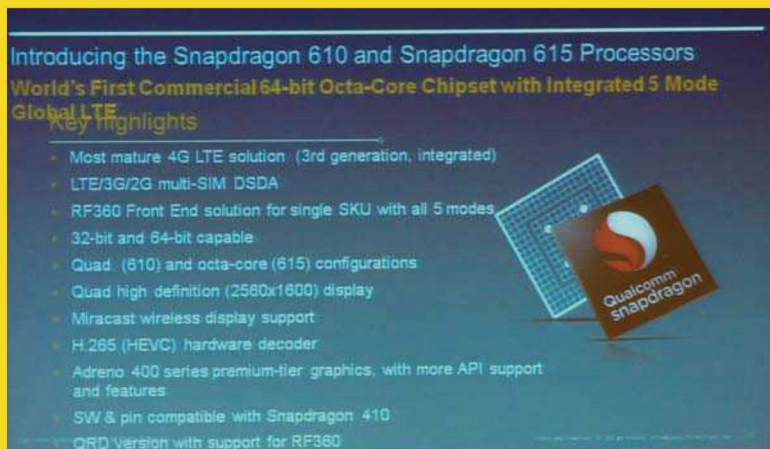 Introducing the Snapdragon 610 and Snapdragon 615 Processors
World's First Commercial 64-bit Octa-Core Chipset with Integrated 5 Mode
Global LTE
Key highlights
Most mature 4G LTE solution (3rd generation, integrated)
LTE/3G/2G multi-SIM DSDA
RF360 Front End solution for single SKU with all 5 modes
32-bit and 64-bit capable
Quad (610) and octa-core (615) configurations
Quad high definition (2560x1600) display
Miracast wireless display support
H.265 (HEVC) hardware decoder
Adreno 400 series premium-tier graphics, with more API support
and features
SW & pin compatible with Snapdragon 410
QRD version with support for RF360
Qualcomm
snapdragon